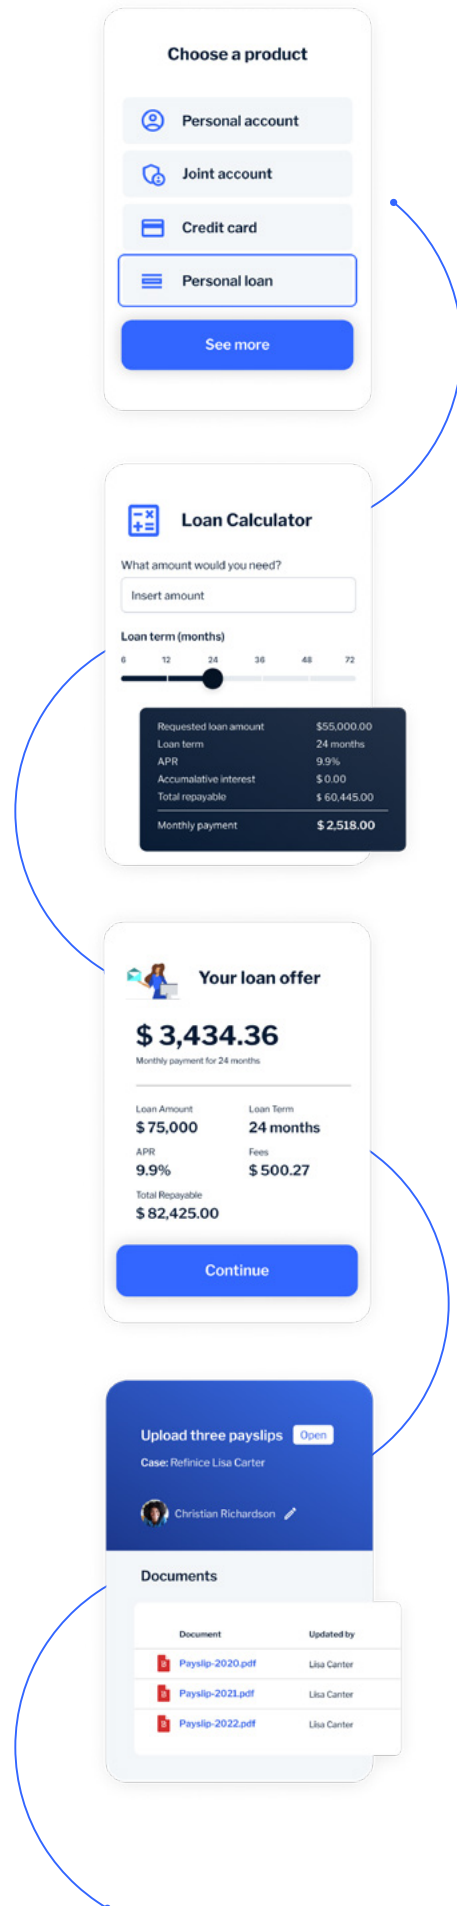 Choose a product
Personal account
Joint account
Credit card
Personal loan
See more
Loan Calculator
What amount would you need?
Insert amount
Loan term (months)
6 12 24 36 48 72
Requested loan amount $55,000.00
Loan term 24 months
APR 9.9%
Accumalative interest $ 0.00
Total repayable $ 60,445.00
Monthly payment $ 2,518.00
Your loan offer
$ 3,434.36
Monthly payment for 24 months
Loan Amount Loan Term
$ 75,000 24 months
APR Fees
9.9% $ 500.27
Total Repayable
$ 82,425.00
Continue
Upload three payslips Open
Case: Refinice Lisa Carter
Christian Richardson
Documents
Document Updated by
Payslip-2020.pdf Lisa Canter
Payslip-2021.pdf Lisa Canter
Payslip-2022.pdf Lisa Canter